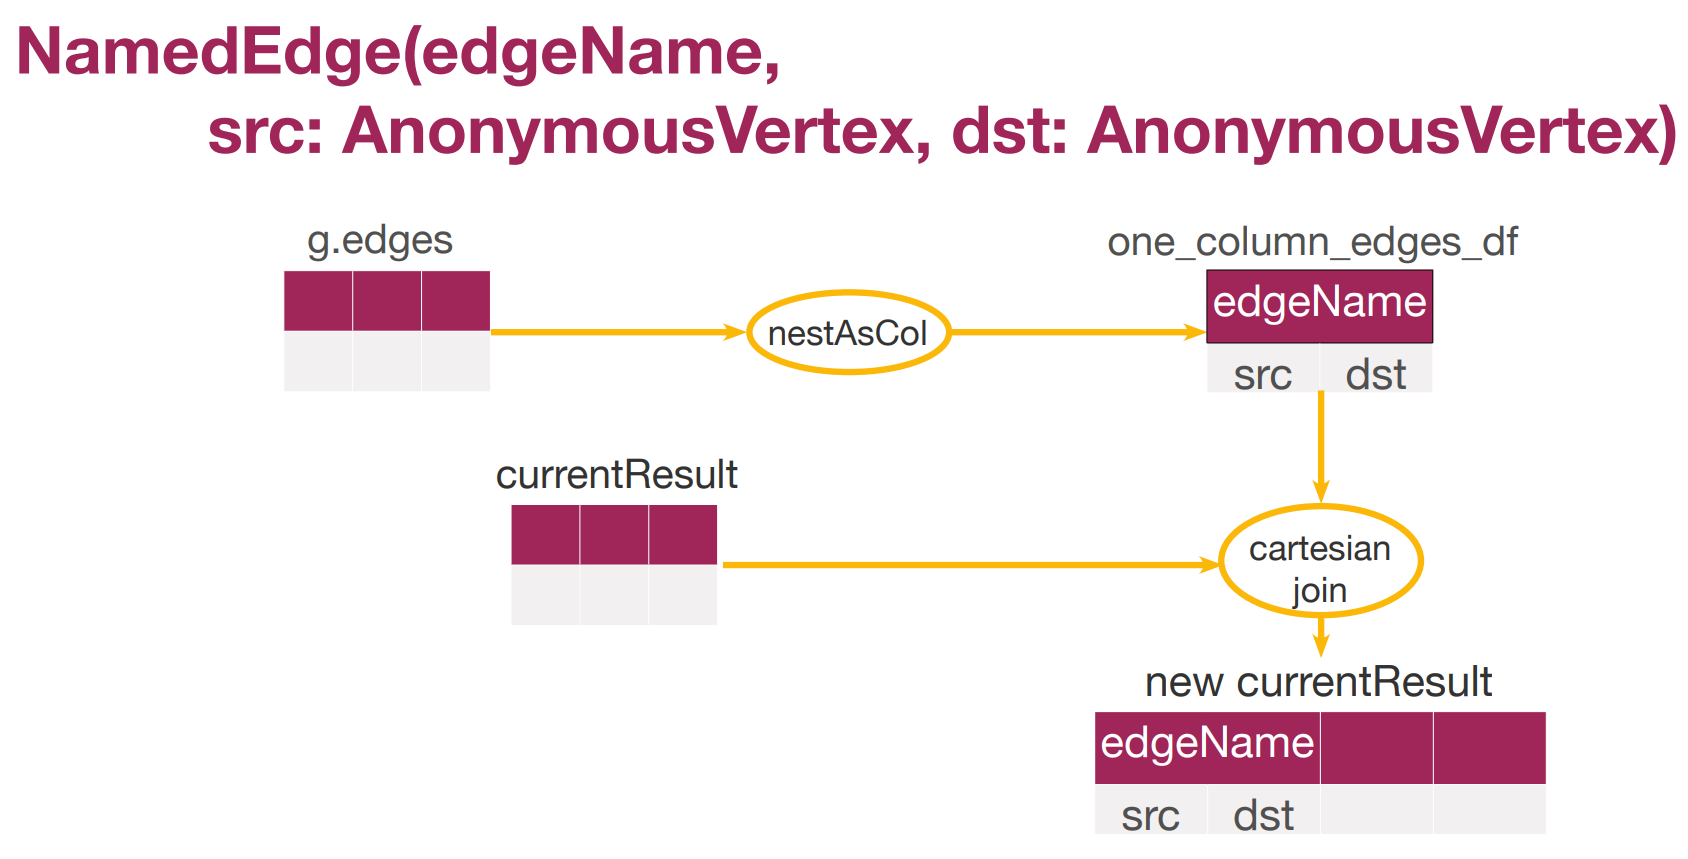 NamedEdge(edgeName,
src: AnonymousVertex, dst: AnonymousVertex)
g.edges
one_column_edges_df
edgeName
nestAsCol
src dst
currentResult
cartesian
join
new currentResult
edgeName
src dst